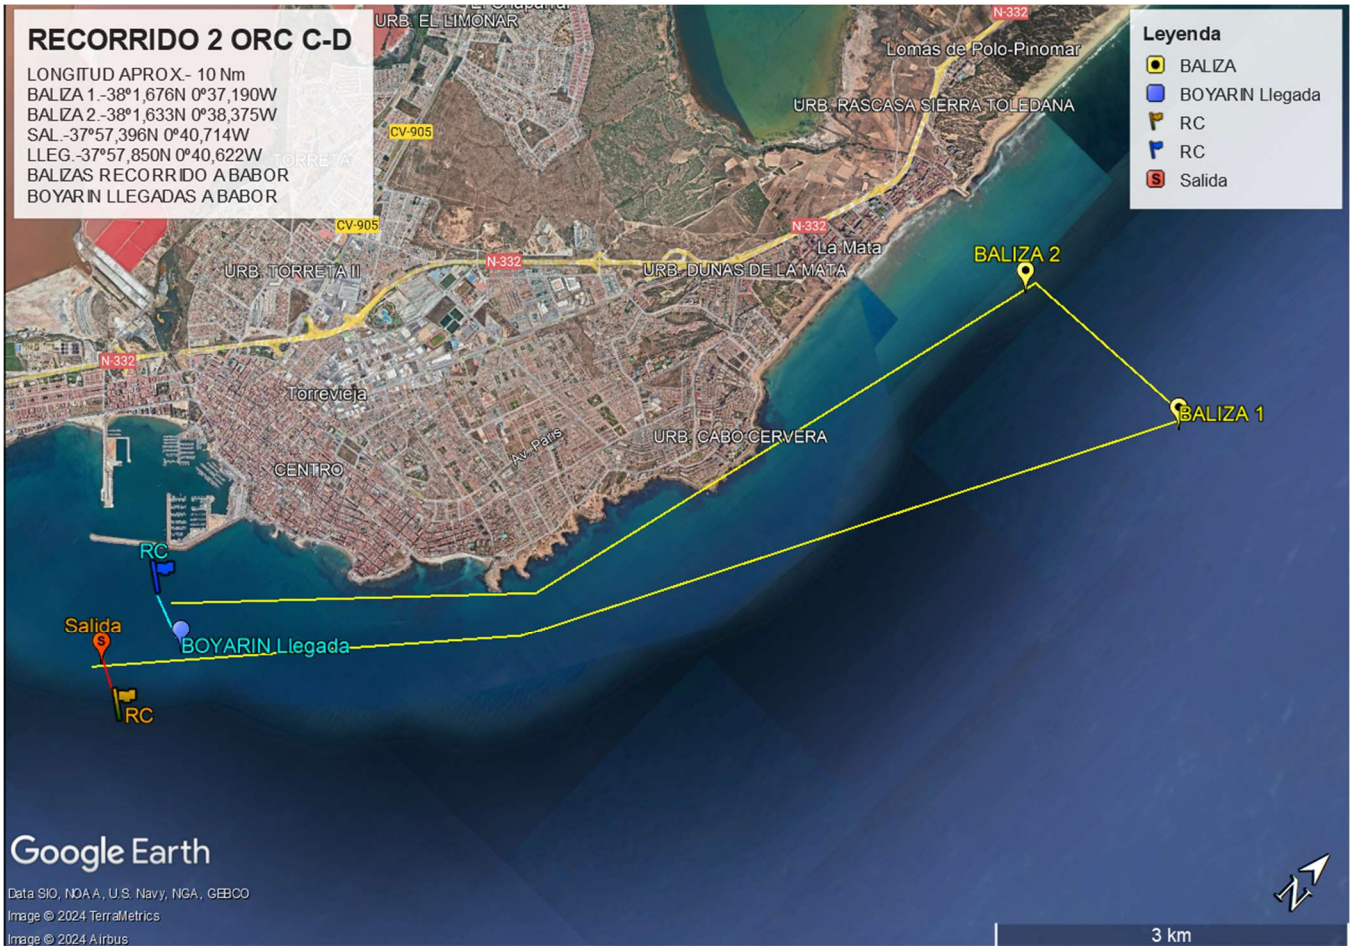 RECORRIDO 2 ORC C-D
LONGITUD APROX.- 10 Nm
BALIZA 1.-38º1,676N 0º37,190W
BALIZA 2.-38º1,633N 0º38,375W
SAL.-37º57,396N 0º40,714W
LLEG.-37º57,850N 0º40,622W
BALIZAS RECORRIDO A BABOR
BOYARIN LLEGADAS A BABOR
Leyenda
BALIZA
BOYARIN Llegada
RC
RC
Salida
URB. EL LIMONAR
N-332
Lomas de Polo-Pinomar
URB. RASCASA SIERRA TOLEDANA
CV-905
TORRETA
CV-905
N-332
La Mata
BALIZA 2
URB. TORRETA II
N-332
URB. DUNAS DE LA MATA
N-332
Torrevieja
BALIZA 1
Av. Paris
URB. CABO CERVERA
CENTRO
RC
Salida
BOYARIN Llegada
RC
Google Earth
Data SIO, NOAA, U.S. Navy, NGA, GEBCO
Image © 2024 TerraMetrics
Image © 2024 Airbus
N
3 km